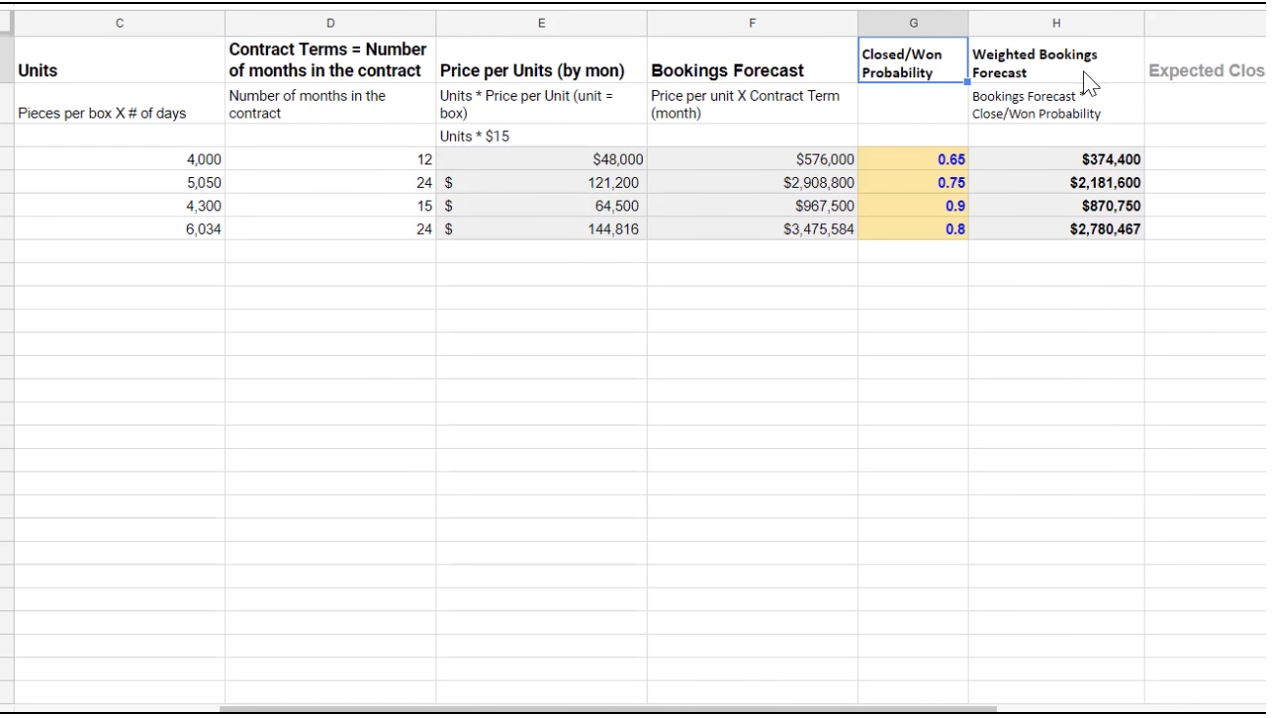 C D E F G H
Contract Terms = Number Closed/Won Weighted Bookings
Units of months in the contract Price per Units (by mon) Bookings Forecast Probability Forecast Expected Clos
Number of months in the Units * Price per Unit (unit = Price per unit X Contract Term Bookings Forecast *
Pieces per box X # of days contract box) (month) Close/Won Probability
Units * $15
4,000 12 $48,000 $576,000 0.65 $374,400
5,050 24 $ 121,200 $2,908,800 0.75 $2,181,600
4,300 15 $ 64,500 $967,500 0.9 $870,750
6,034 24 $ 144,816 $3,475,584 0.8 $2,780,467